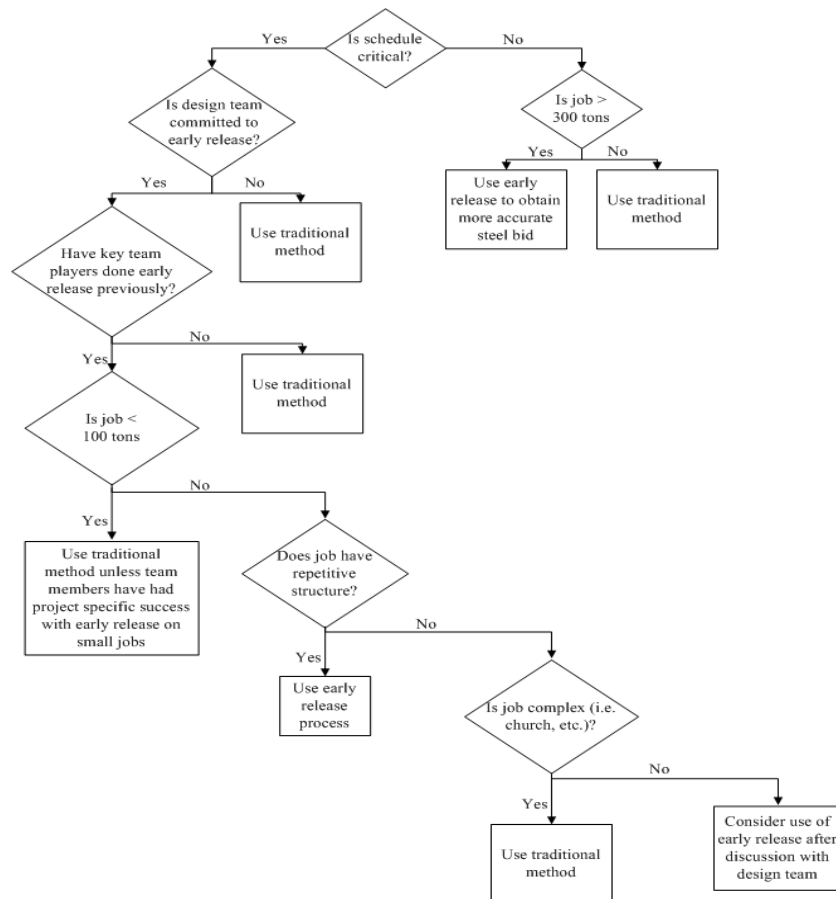 Yes
Is schedule
critical?
No
Is design team
committed to
early release?
Is job >
300 tons
Yes
No
Yes
No
Use early
release to obtain
more accurate
steel bid
Use traditional
method
Use traditional
method
Have key team
players done early
release previously?
No
Yes
Use traditional
method
Is job <
100 tons
No
Yes
Use traditional
method unless team
members have had
project specific success
with early release on
small jobs
Does job have
repetitive
structure?
No
Yes
Use early
release
process
Is job complex (i.e.
church, etc.)?
No
Yes
Use traditional
method
Consider use of
early release after
discussion with
design team